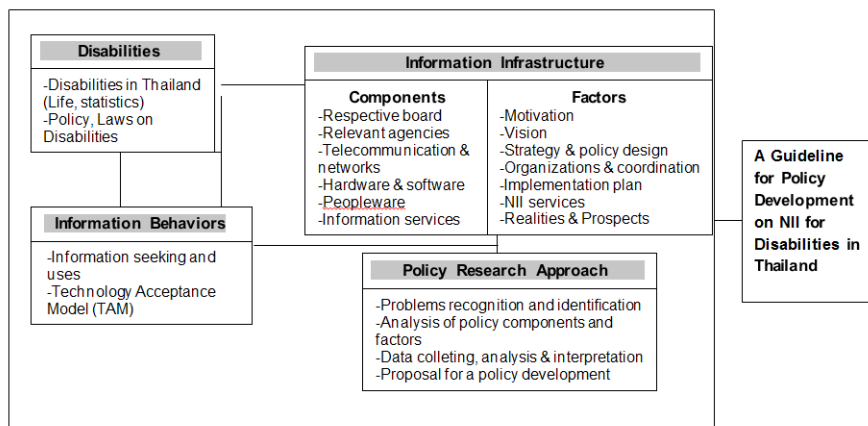 Disabilities
-Disabilities in Thailand
(Life, statistics)
-Policy, Laws on
Disabilities
Information Infrastructure
Components
-Respective board
-Relevant agencies
-Telecommunication &
networks
-Hardware & software
-Peopleware
-Information services
Factors
-Motivation
-Vision
-Strategy & policy design
-Organizations & coordination
-Implementation plan
-NII services
-Realities & Prospects
Information Behaviors
-Information seeking and
uses
-Technology Acceptance
Model (TAM)
Policy Research Approach
-Problems recognition and identification
-Analysis of policy components and
factors
-Data colleting, analysis & interpretation
-Proposal for a policy development
A Guideline
for Policy
Development
on NII for
Disabilities in
Thailand